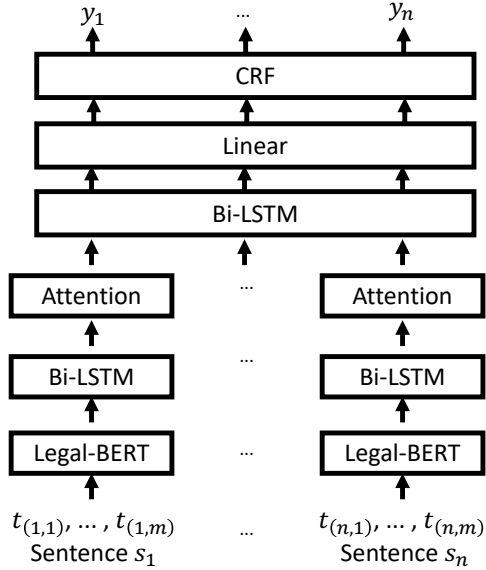 y₁ ... yₙ
CRF
Linear
Bi-LSTM
Attention ... Attention
Bi-LSTM ... Bi-LSTM
Legal-BERT ... Legal-BERT
t₍₁,₁₎, ... , t₍₁,ₘ₎ ... t₍ₙ,₁₎, ... , t₍ₙ,ₘ₎
Sentence s₁ Sentence sₙ